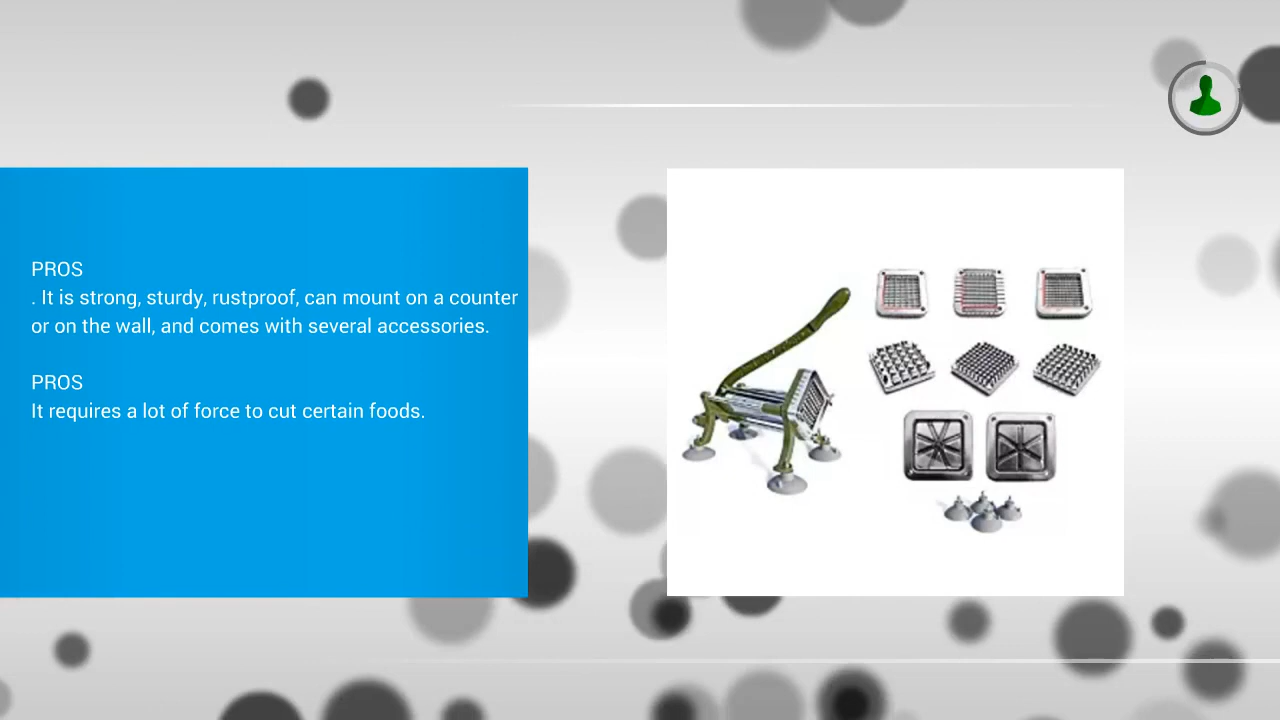 PROS
. It is strong, sturdy, rustproof, can mount on a counter
or on the wall, and comes with several accessories.
PROS
It requires a lot of force to cut certain foods.